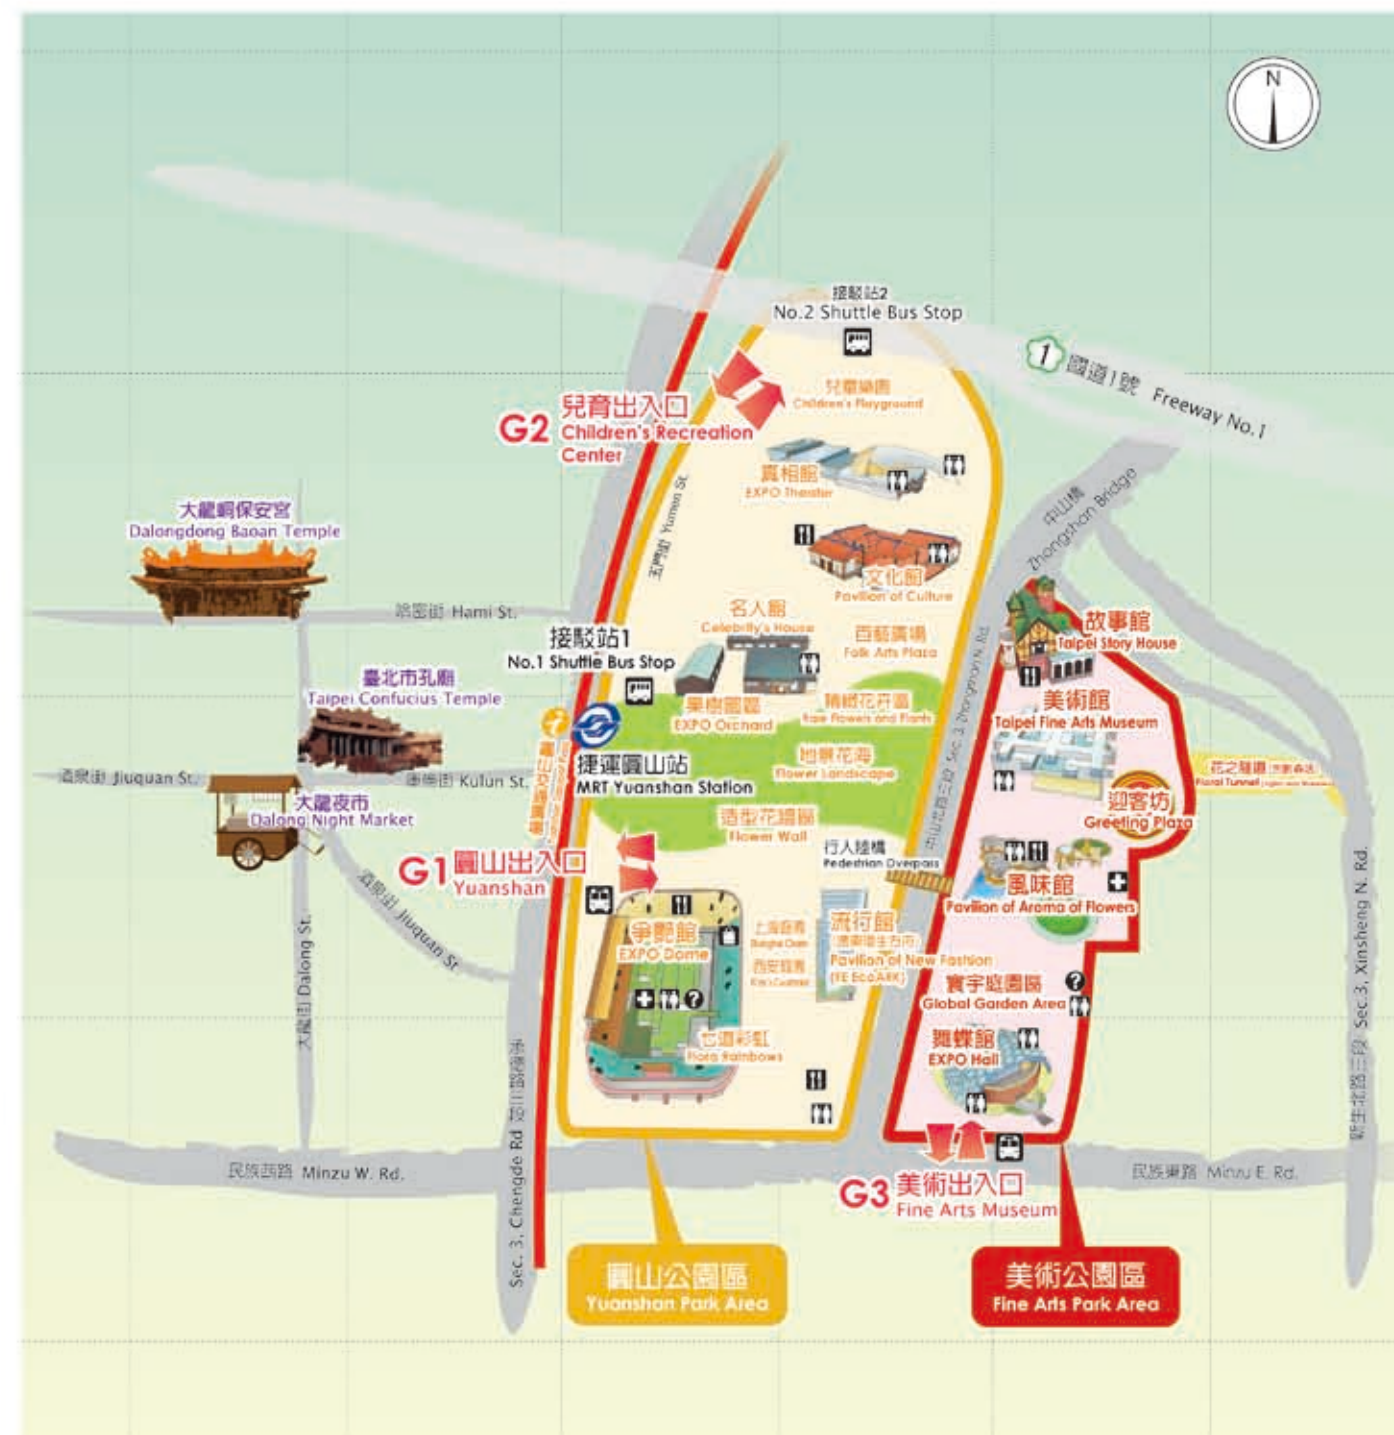 N
接駁站2
No.2 Shuttle Bus Stop
1 國道1號 Freeway No.1
兒童樂園
Children's Playground
G2 兒育出入口
Children's Recreation
Center
真相館
EXPO Theater
中山橋
Zhongshan Bridge
玉門街 Yumen St.
大龍峒保安宮
Dalongdong Baoan Temple
文化館
Pavilion of Culture
哈密街 Hami St.
名人館
Celebrity's House
百藝廣場
Folk Arts Plaza
故事館
Taipei Story House
接駁站1
No.1 Shuttle Bus Stop
臺北市孔廟
Taipei Confucius Temple
果樹園區
EXPO Orchard
精緻花卉區
Rare Flowers and Plants
美術館
Taipei Fine Arts Museum
中山北路三段 Sec.3, Zhongshan N. Rd.
捷運圓山站
MRT Yuanshan Station
地景花海
Flower Landscape
酒泉街 Jiuquan St.
庫倫街 Kulun St.
花之隧道
Floral Tunnel
大龍夜市
Dalong Night Market
造型花牆區
Flower Wall
迎客坊
Greeting Plaza
行人陸橋
Pedestrian Overpass
G1 圓山出入口
Yuanshan
風味館
Pavilion of Aroma of Flowers
酒泉街 Jiuquan St
爭艷館
EXPO Dome
流行館
Pavilion of New Fashion
(FE EcoARK)
寰宇庭園區
Global Garden Area
大龍街 Dalong St.
七道彩虹
Flora Rainbows
舞蝶館
EXPO Hall
新生北路三段 Sec.3, Xinsheng N. Rd.
承德路三段 Sec. 3, Chengde Rd
民族西路 Minzu W. Rd.
民族東路 Minzu E. Rd.
G3 美術出入口
Fine Arts Museum
圓山公園區
Yuanshan Park Area
美術公園區
Fine Arts Park Area